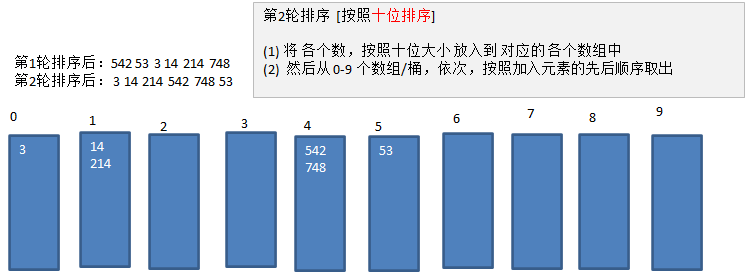 第2轮排序 [按照十位排序]
(1) 将 各个数，按照十位大小 放入到 对应的各个数组中
(2) 然后从 0-9 个数组/桶，依次，按照加入元素的先后顺序取出
第1轮排序后：542 53 3 14 214 748
第2轮排序后：3 14 214 542 748 53
0 1 2 3 4 5 6 7 8 9
3 14 542 53
214 748